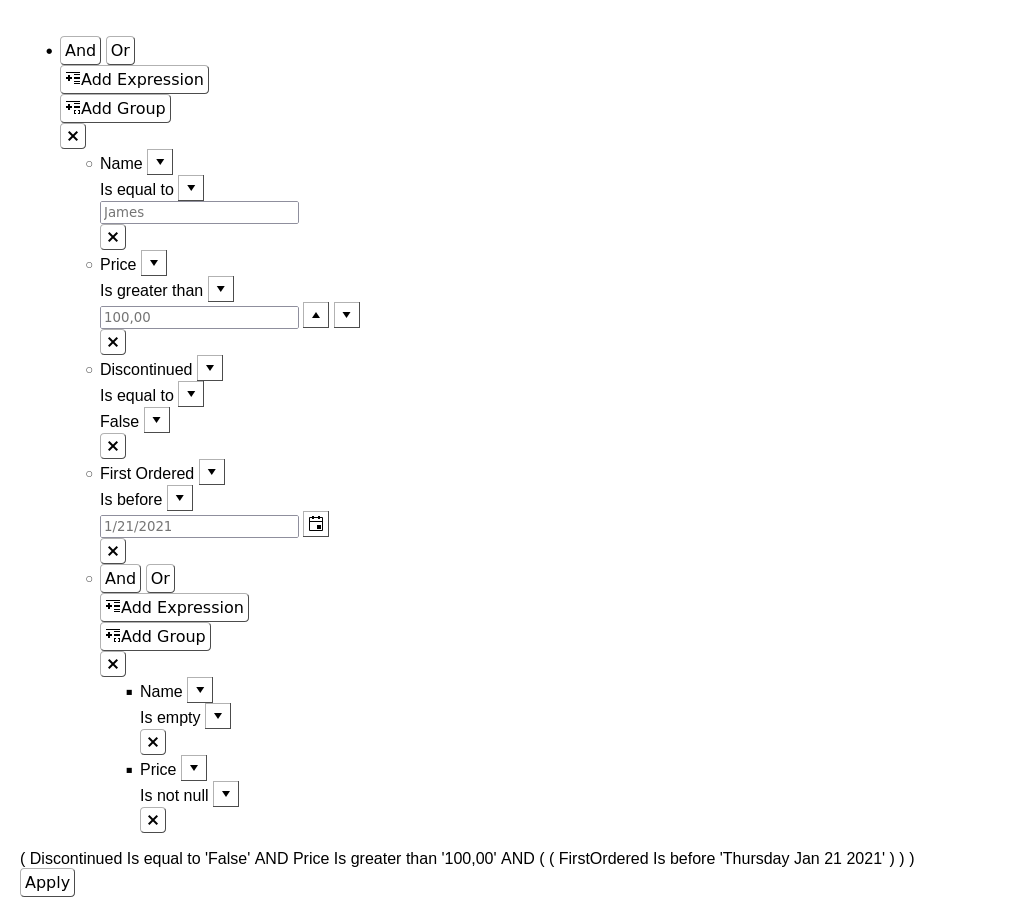 And Or
Add Expression
Add Group
Name
Is equal to
James
Price
Is greater than
100,00
Discontinued
Is equal to
False
First Ordered
Is before
1/21/2021
And Or
Add Expression
Add Group
Name
Is empty
Price
Is not null
( Discontinued Is equal to 'False' AND Price Is greater than '100,00' AND ( ( FirstOrdered Is before 'Thursday Jan 21 2021' ) ) )
Apply